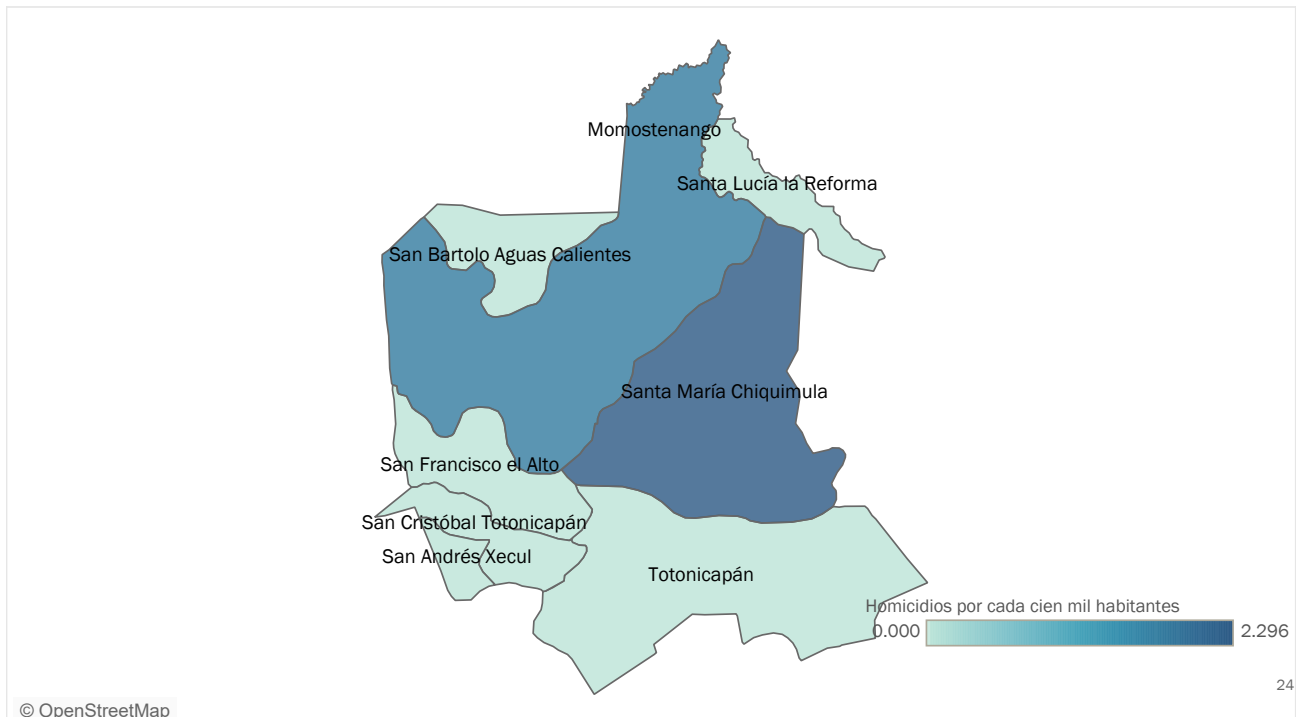 Momostenango
Santa Lucía la Reforma
San Bartolo Aguas Calientes
Santa María Chiquimula
San Francisco el Alto
San Cristóbal Totonicapán
San Andrés Xecul
Totonicapán
Homicidios por cada cien mil habitantes
0.000
2.296
24
© OpenStreetMap